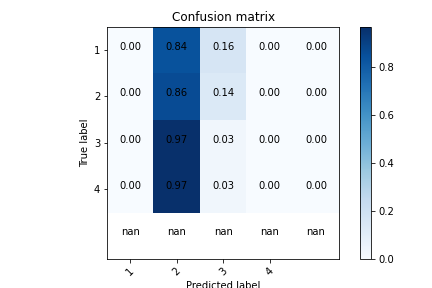 Confusion matrix
1 0.00 0.84 0.16 0.00 0.00
2 0.00 0.86 0.14 0.00 0.00
3 0.00 0.97 0.03 0.00 0.00
4 0.00 0.97 0.03 0.00 0.00
nan nan nan nan nan
1 2 3 4
True label
Predicted label
0.8
0.6
0.4
0.2
0.0